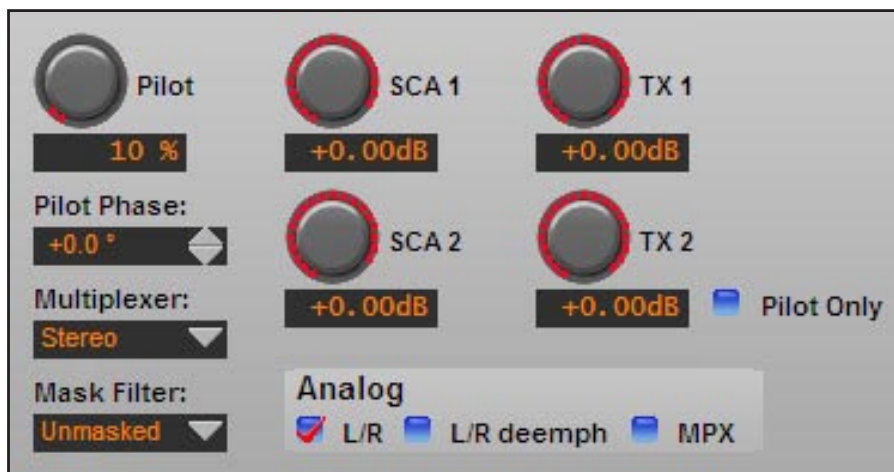 Pilot
10 %
SCA 1
+0.00dB
TX 1
+0.00dB
Pilot Phase:
+0.0 °
SCA 2
+0.00dB
TX 2
+0.00dB
Pilot Only
Multiplexer:
Stereo
Mask Filter:
Unmasked
Analog
L/R
L/R deemph
MPX